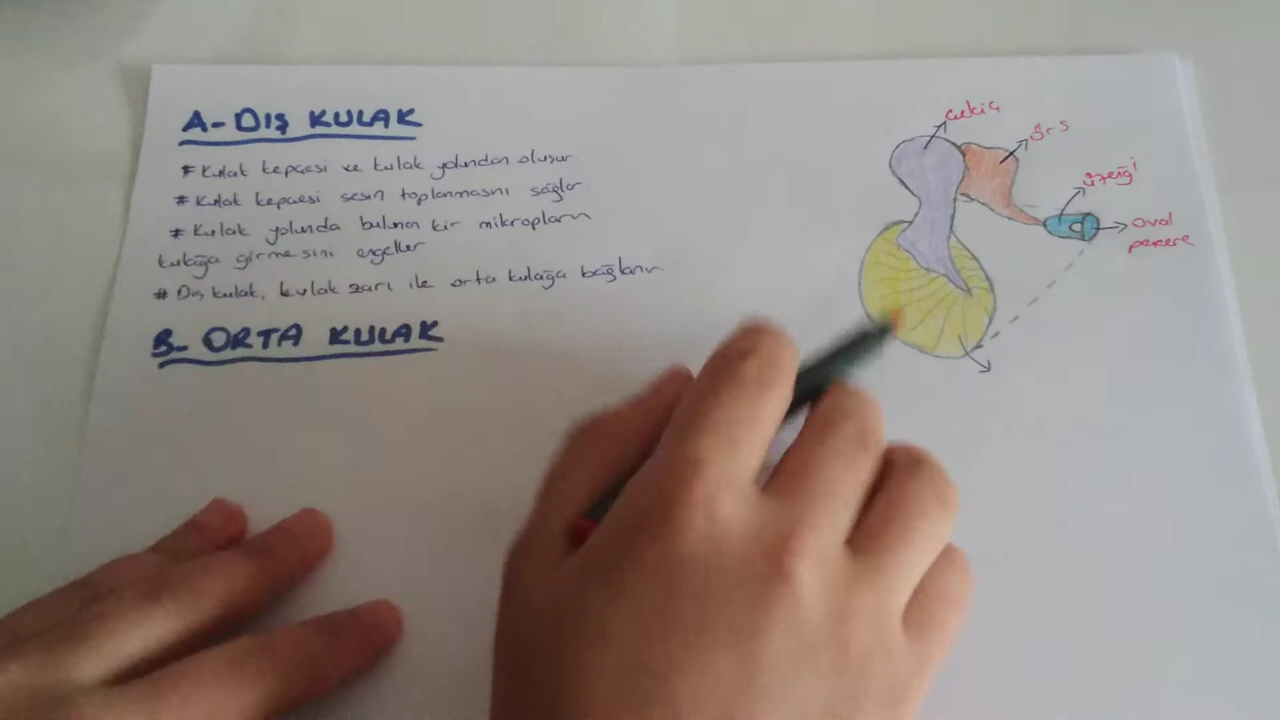 A- DIŞ KULAK
* Kulak kepçesi ve kulak yolundan oluşur
* Kulak kepçesi sesin toplanmasını sağlar
* Kulak yolunda bulunan kir mikropların
kulağa girmesini engeller
* Dış kulak, kulak zarı ile orta kulağa bağlanır
B- ORTA KULAK
Çekiç
Örs
üzengi
Oval
pencere